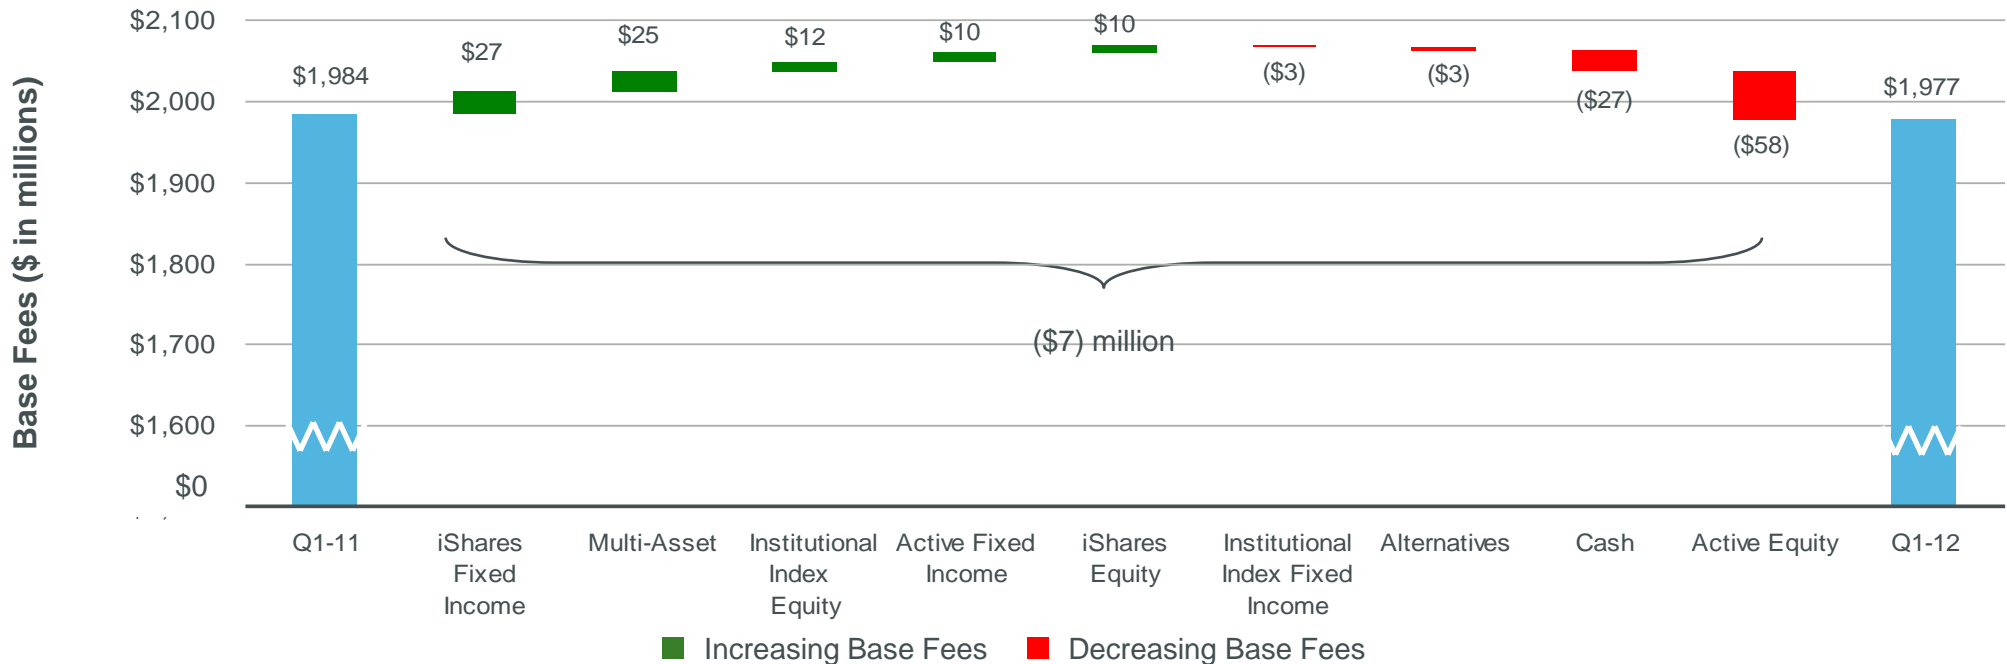 Base Fees ($ in millions)
$2,100
$2,000
$1,900
$1,800
$1,700
$1,600
$0
$1,984
$27
$25
$12
$10
$10
($3)
($3)
($27)
($58)
$1,977
($7) million
Q1-11
iShares
Fixed
Income
Multi-Asset
Institutional
Index
Equity
Active Fixed
Income
iShares
Equity
Institutional
Index Fixed
Income
Alternatives
Cash
Active Equity
Q1-12
Increasing Base Fees
Decreasing Base Fees